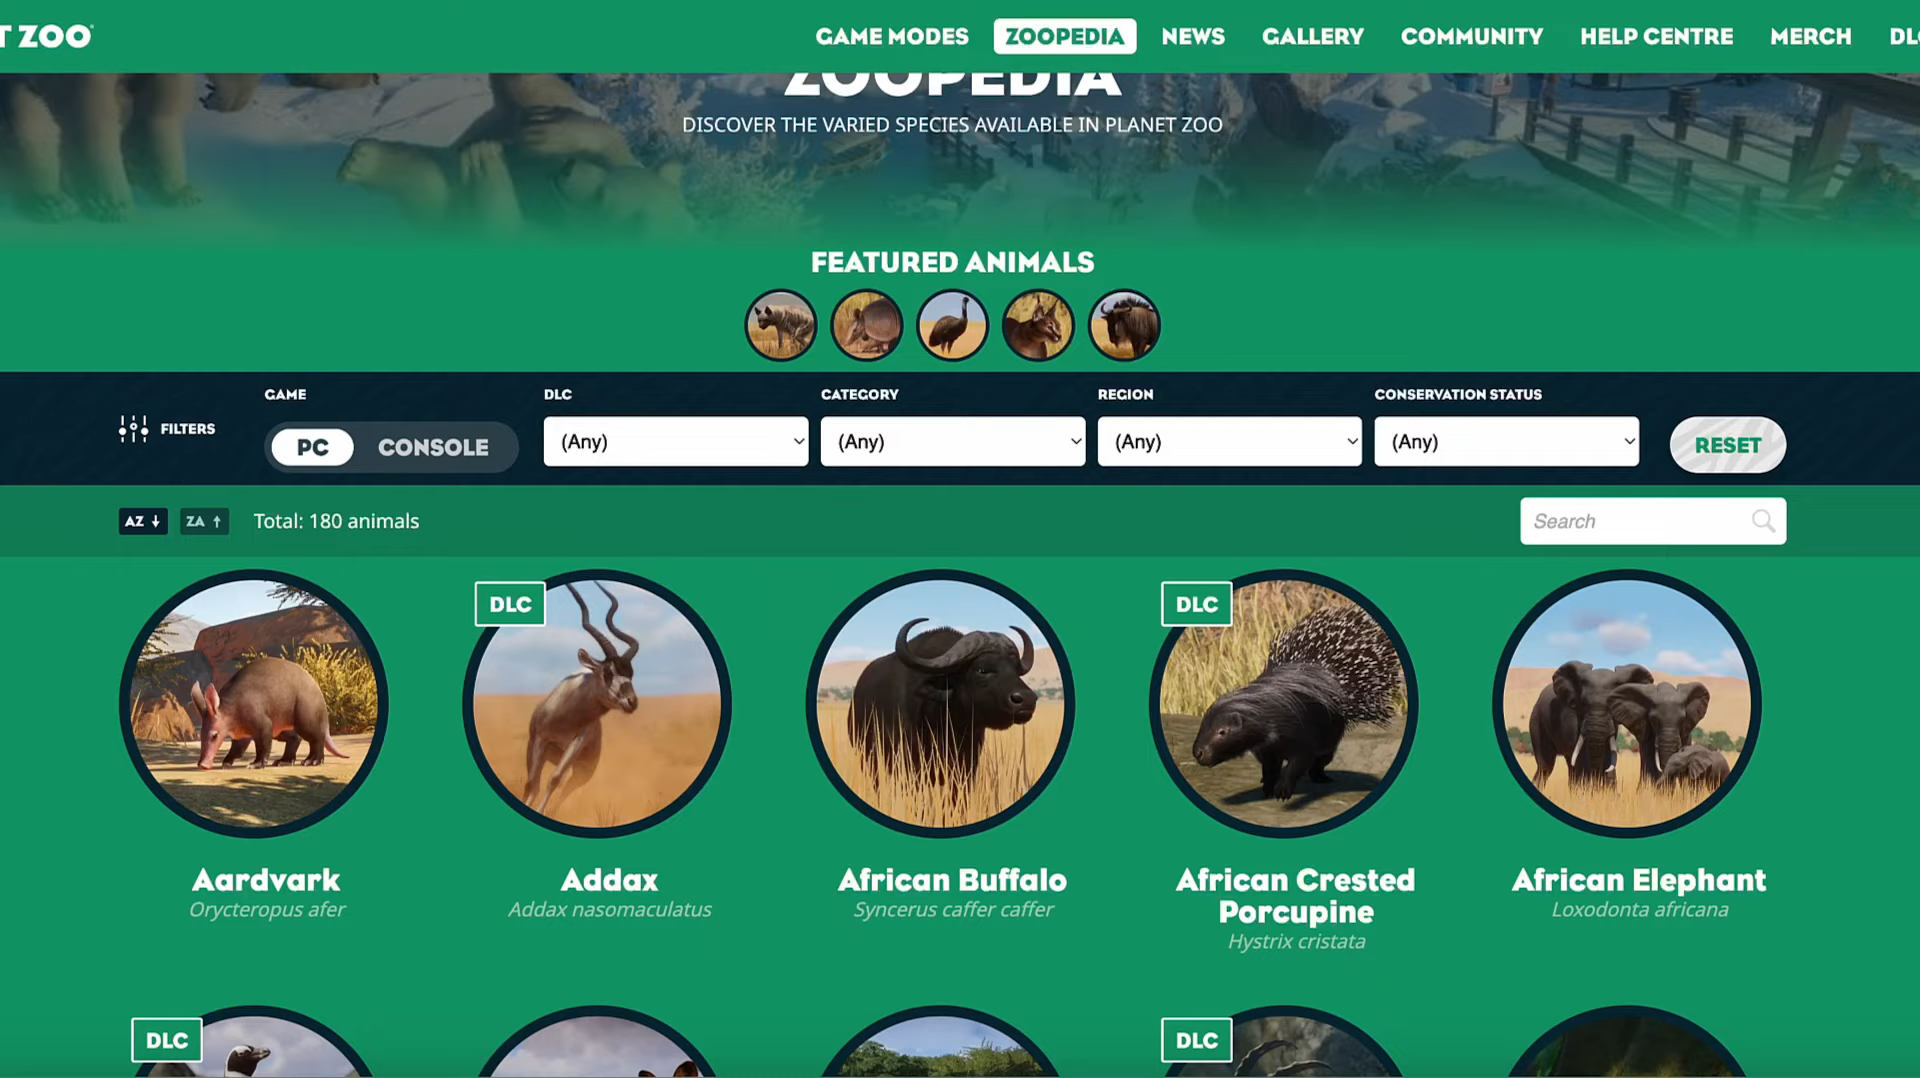 T ZOO
GAME MODES ZOOPEDIA NEWS GALLERY COMMUNITY HELP CENTRE MERCH
ZOOPEDIA
DISCOVER THE VARIED SPECIES AVAILABLE IN PLANET ZOO
FEATURED ANIMALS
FILTERS
GAME
PC CONSOLE
DLC
(Any)
CATEGORY
(Any)
REGION
(Any)
CONSERVATION STATUS
(Any)
RESET
AZ ZA Total: 180 animals
Search
DLC
DLC
Aardvark
Orycteropus afer
Addax
Addax nasomaculatus
African Buffalo
Syncerus caffer caffer
African Crested
Porcupine
Hystrix cristata
African Elephant
Loxodonta africana
DLC
DLC